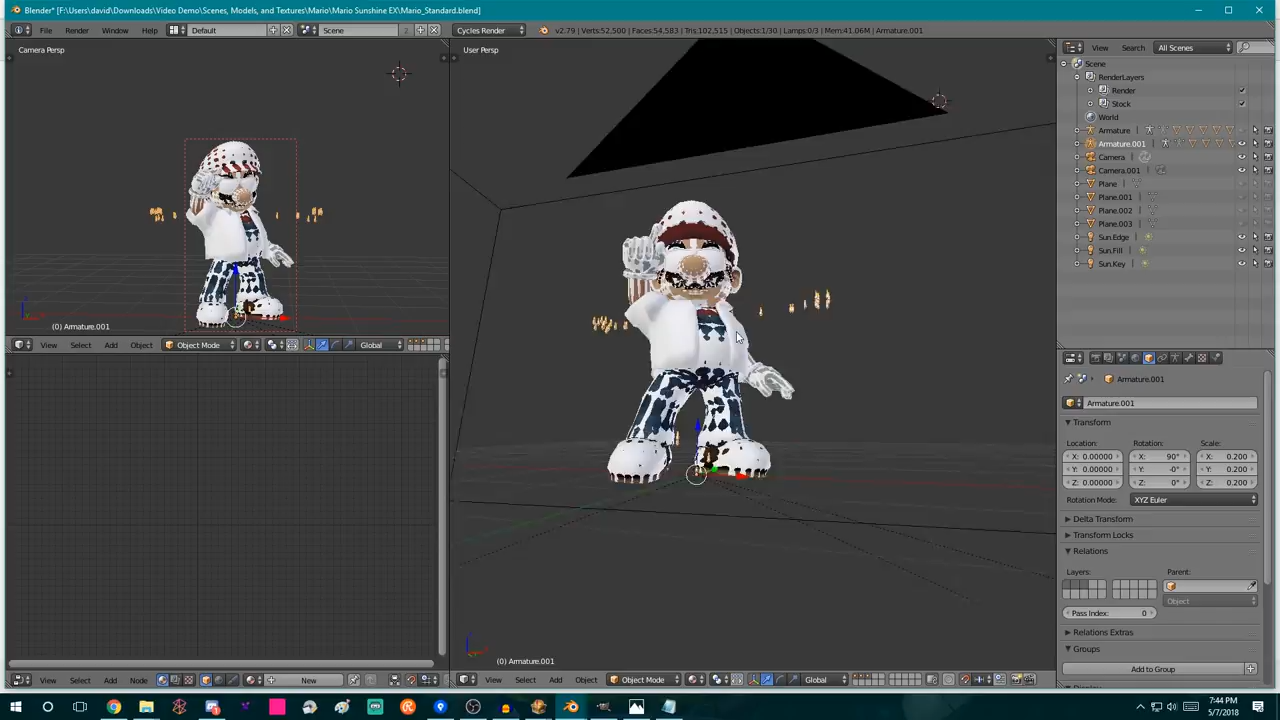 Blender* [F:\Users\david\Downloads\Video Demo\Scenes, Models, and Textures\Mario\Mario Sunshine EX\Mario_Standard.blend]
File Render Window Help Default Scene 2 Cycles Render v2.79 | Verts:52,500 | Faces:54,583 | Tris:102,515 | Objects:1/30 | Lamps:0/3 | Mem:41.06M | Armature.001
View Search All Scenes
Camera Persp
User Persp
Scene
RenderLayers
Render
Stock
World
Armature
Armature.001
Camera
Camera.001
Plane
Plane.001
Plane.002
Plane.003
Sun.Edge
Sun.Fill
Sun.Key
(0) Armature.001
View Select Add Object Object Mode Global
Armature.001
Armature.001
Transform
Location: Rotation: Scale:
X: 0.00000 X: 90° X: 0.200
Y: 0.00000 Y: -0° Y: 0.200
Z: 0.00000 Z: 0° Z: 0.200
Rotation Mode: XYZ Euler
Delta Transform
Transform Locks
Relations
Layers: Parent:
Object
Pass Index: 0
Relations Extras
Groups
Add to Group
(0) Armature.001
View Select Add Node New
View Select Add Object Object Mode Global
7:44 PM
5/7/2018